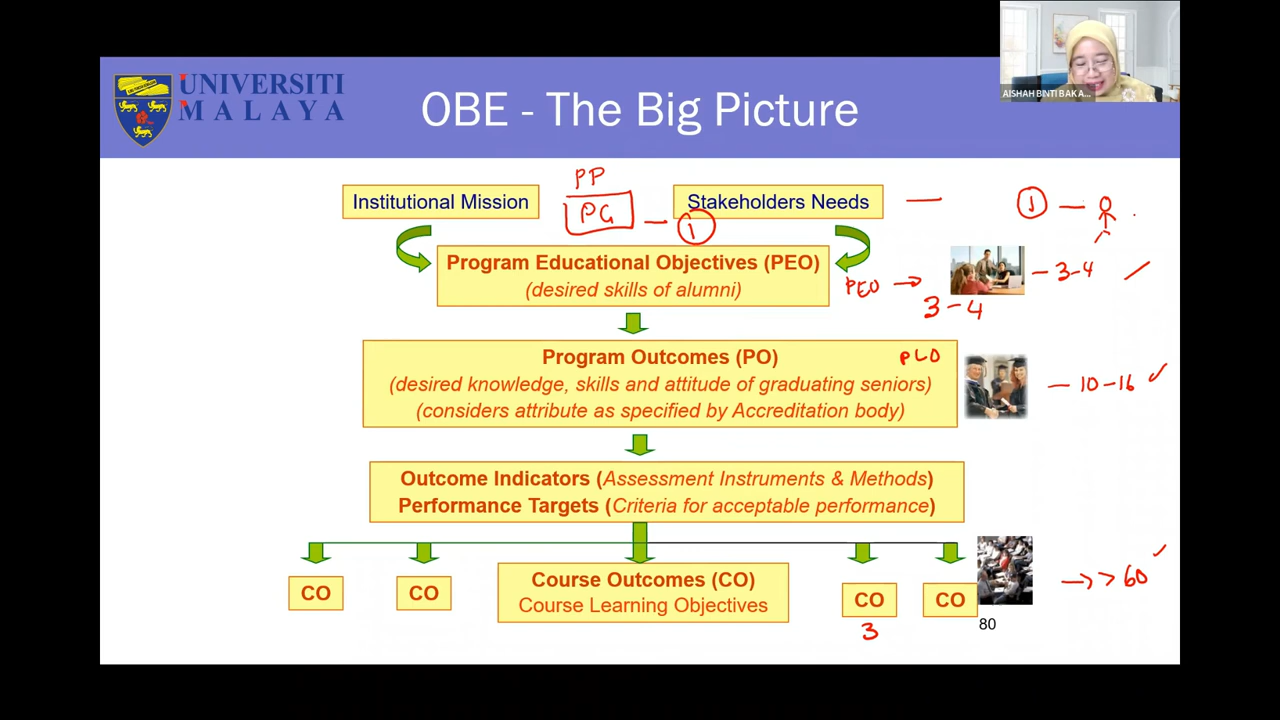 UNIVERSITI
MALAYA
OBE - The Big Picture
AISHAH BINTI BAK A...
PP
Institutional Mission
PG
Stakeholders Needs
1
1
Program Educational Objectives (PEO)
(desired skills of alumni)
PEO
3-4
3-4
Program Outcomes (PO)
PLO
(desired knowledge, skills and attitude of graduating seniors)
(considers attribute as specified by Accreditation body)
10-16
Outcome Indicators (Assessment Instruments & Methods)
Performance Targets (Criteria for acceptable performance)
CO
CO
Course Outcomes (CO)
Course Learning Objectives
CO
CO
> 60
3
80